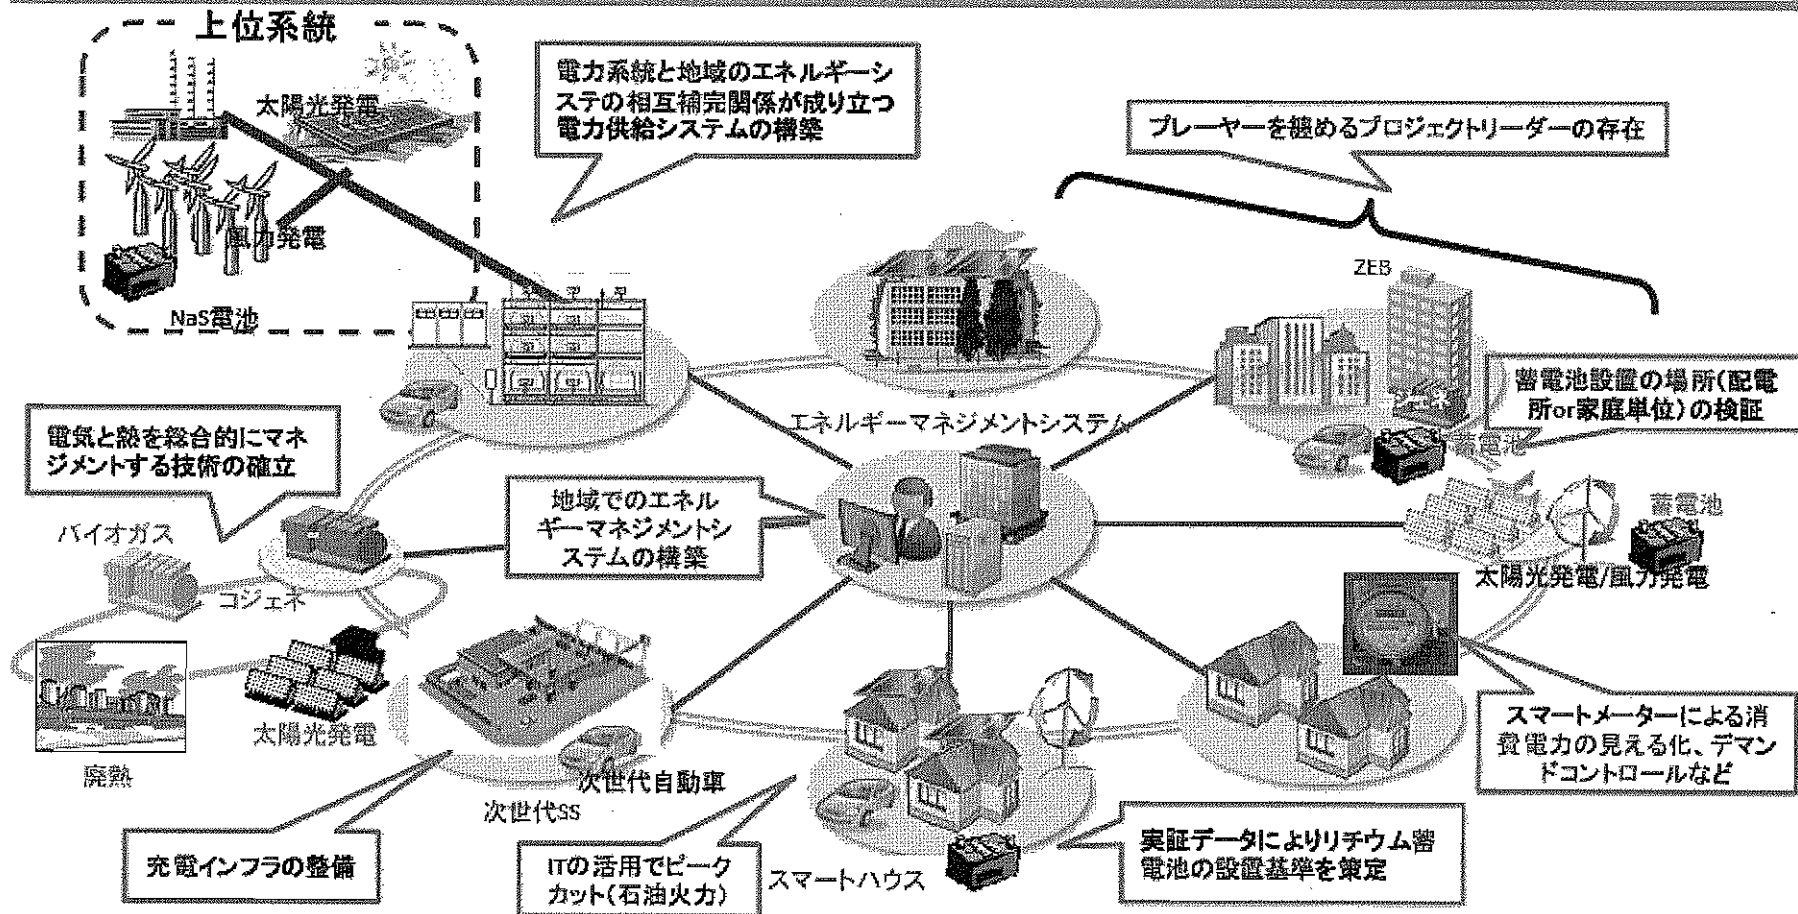 上位系統
太陽光発電
風力発電
NaS電池
電力系統と地域のエネルギーシ
ステの相互補完関係が成り立つ
電力供給システムの構築
プレーヤーを纏めるプロジェクトリーダーの存在
ZEB
蓄電池設置の場所(配電
所or家庭単位)の検証
ジェネ
蓄電池
エネルギーマネジメントシステム
電気と熱を総合的にマネ
ジメントする技術の確立
地域でのエネル
ギーマネジメントシ
ステムの構築
バイオガス
コジェネ
蓄電池
太陽光発電/風力発電
廃熱
太陽光発電
次世代自動車
次世代SS
スマートメーターによる消
費電力の見える化、デマン
ドコントロールなど
充電インフラの整備
ITの活用でピーク
カット(石油火力)
スマートハウス
実証データによりリチウム蓄
電池の設置基準を策定